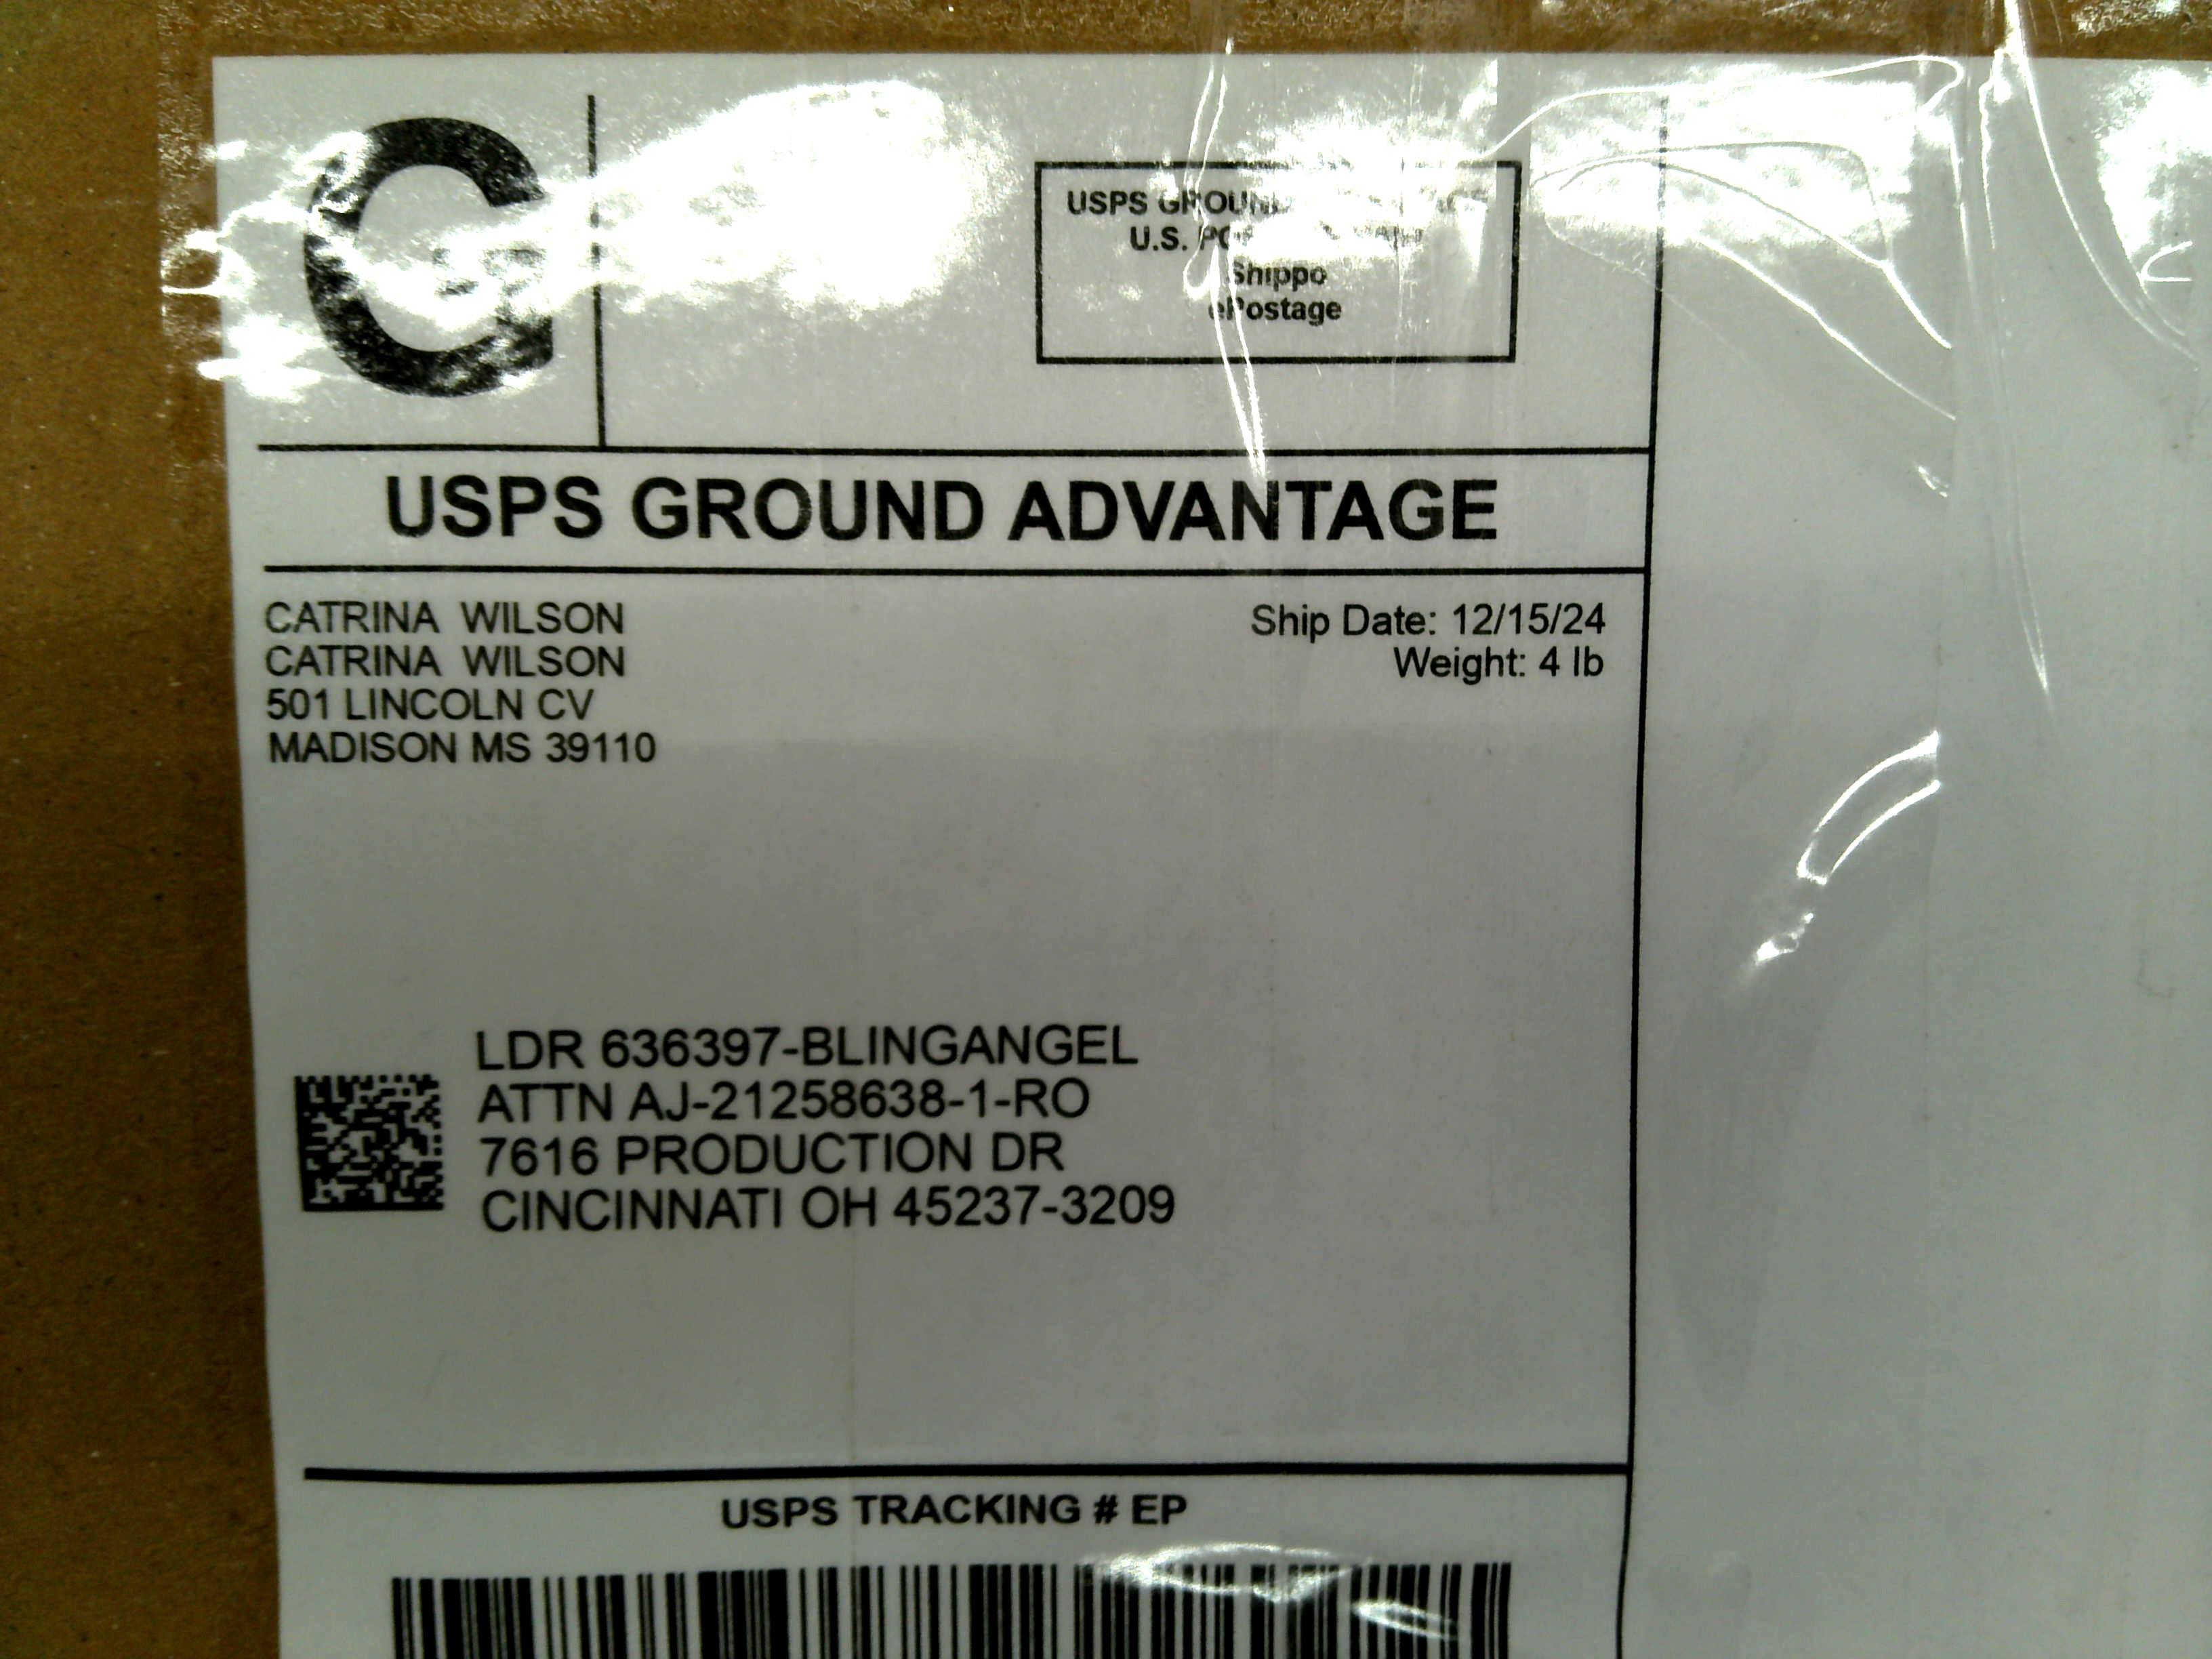 G
USPS GROUND
U.S.
Shippo
ePostage
USPS GROUND ADVANTAGE
CATRINA WILSON
CATRINA WILSON
501 LINCOLN CV
MADISON MS 39110
Ship Date: 12/15/24
Weight: 4 lb
LDR 636397-BLINGANGEL
ATTN AJ-21258638-1-RO
7616 PRODUCTION DR
CINCINNATI OH 45237-3209
USPS TRACKING # EP